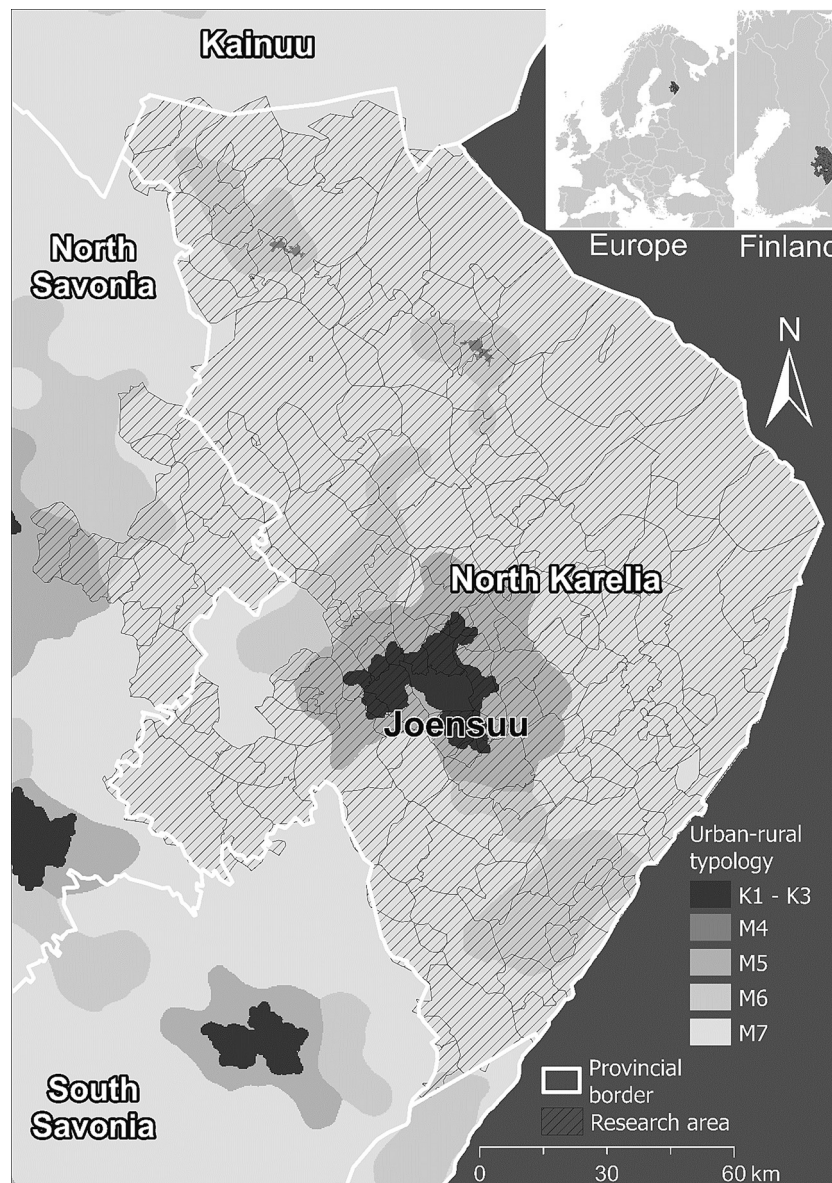 Kainuu
Europe
Finland
North
Savonia
N
North Karelia
Joensuu
Urban-rural
typology
K1 - K3
M4
M5
M6
M7
Provincial
border
Research area
South
Savonia
0 30 60 km